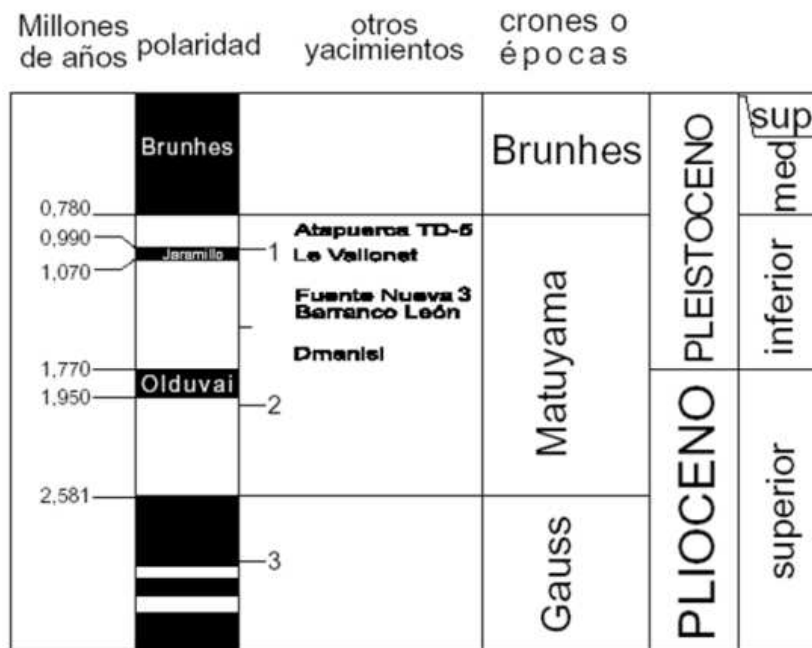 Millones
de años
polaridad
otros
yacimientos
crones o
épocas
Brunhes
Brunhes
PLEISTOCENO
sup
med
0,780
0,990
Jaramillo
1
1,070
Atapuerca TD-6
Le Vallonet
Fuente Nueva 3
Barranco León
Dmanisi
Matuyama
inferior
1,770
Olduvai
1,950
2
2,581
3
Gauss
PLIOCENO
superior